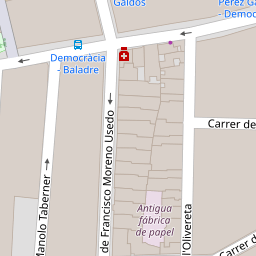 Galdós
Pérez Ga
- Democ
Democràcia
- Baladre
Carrer de
de Francisco Moreno Usedo
Manolo Taberner
Antigua
fábrica
de papel
l'Olivereta
Carrer